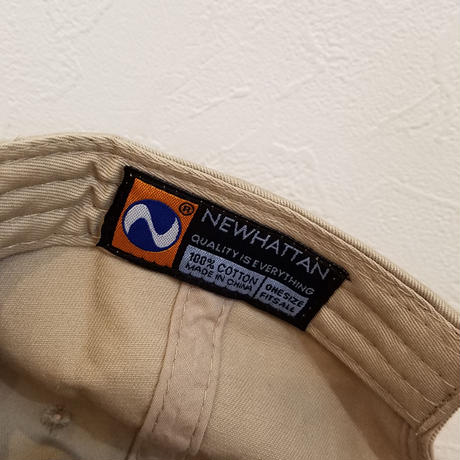 ®
NEWHATTAN
QUALITY IS EVERYTHING
100% COTTON
MADE IN CHINA
ONE SIZE
FITS ALL